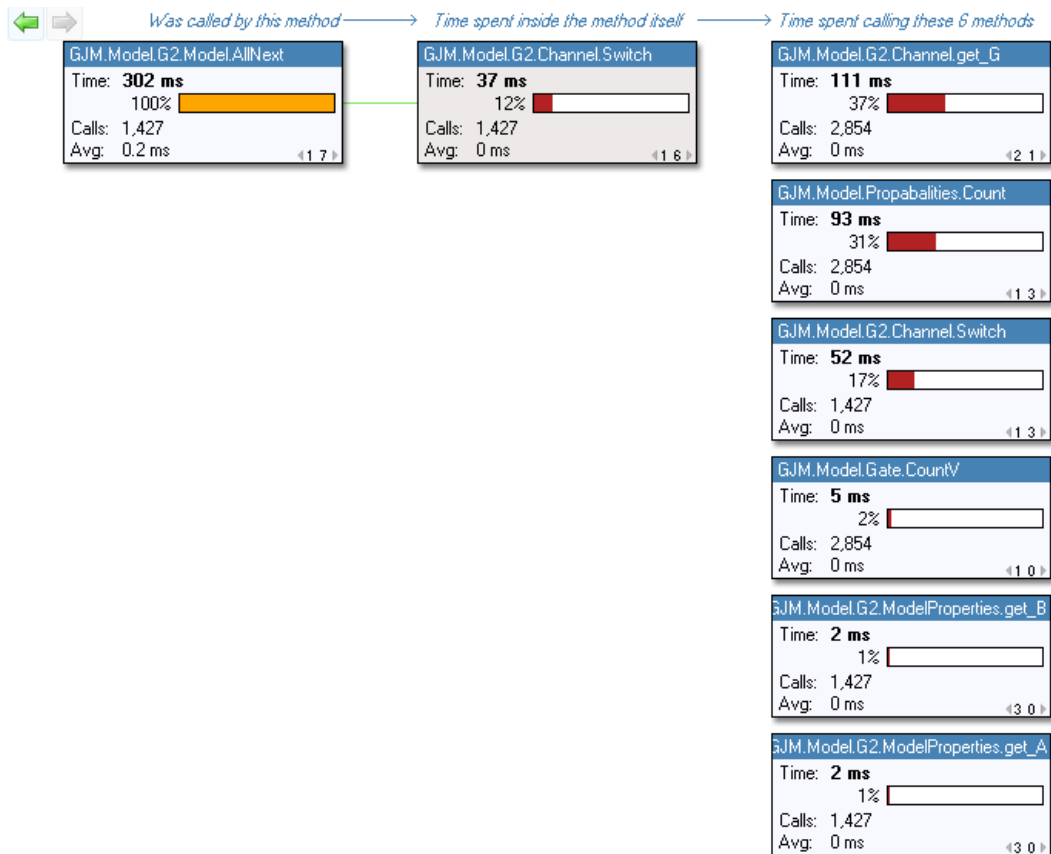 Was called by this method
Time spent inside the method itself
Time spent calling these 6 methods
GJM.Model.G2.Model.AllNext
Time: 302 ms
100%
Calls: 1,427
Avg: 0.2 ms
1 7
GJM.Model.G2.Channel.Switch
Time: 37 ms
12%
Calls: 1,427
Avg: 0 ms
1 6
GJM.Model.G2.Channel.get_G
Time: 111 ms
37%
Calls: 2,854
Avg: 0 ms
2 1
GJM.Model.Propabalities.Count
Time: 93 ms
31%
Calls: 2,854
Avg: 0 ms
1 3
GJM.Model.G2.Channel.Switch
Time: 52 ms
17%
Calls: 1,427
Avg: 0 ms
1 3
GJM.Model.Gate.CountV
Time: 5 ms
2%
Calls: 2,854
Avg: 0 ms
1 0
GJM.Model.G2.ModelProperties.get_B
Time: 2 ms
1%
Calls: 1,427
Avg: 0 ms
3 0
GJM.Model.G2.ModelProperties.get_A
Time: 2 ms
1%
Calls: 1,427
Avg: 0 ms
3 0